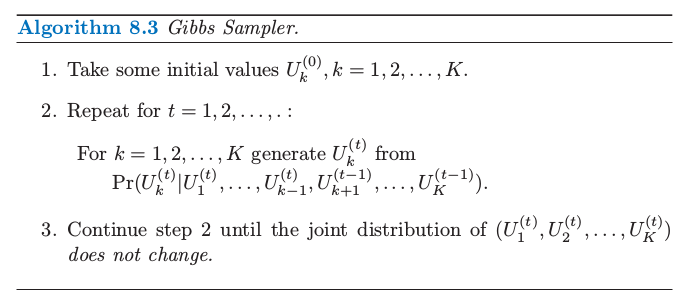 Algorithm 8.3 Gibbs Sampler.
1. Take some initial values $U_k^{(0)}, k = 1, 2, \ldots, K.$
2. Repeat for $t = 1, 2, \ldots, . :$
For $k = 1, 2, \ldots, K$ generate $U_k^{(t)}$ from
$\Pr(U_k^{(t)}|U_1^{(t)}, \ldots, U_{k-1}^{(t)}, U_{k+1}^{(t-1)}, \ldots, U_K^{(t-1)}).$
3. Continue step 2 until the joint distribution of $(U_1^{(t)}, U_2^{(t)}, \ldots, U_K^{(t)})$
does not change.